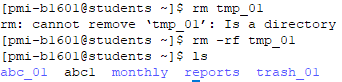 [pmi-b1601@students ~]$ rm tmp_01
rm: cannot remove ‘tmp_01’: Is a directory
[pmi-b1601@students ~]$ rm -rf tmp_01
[pmi-b1601@students ~]$ ls
abc_01  abc1  monthly  reports  trash_01